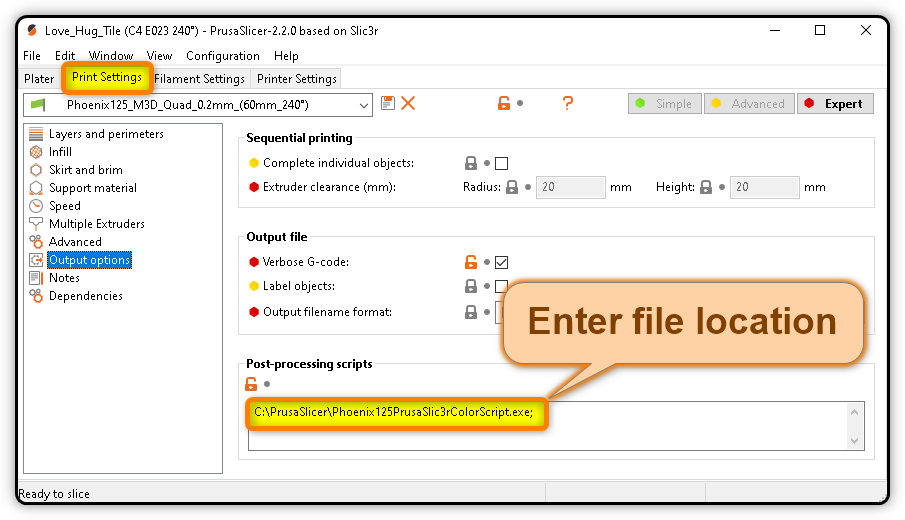 Love_Hug_Tile (C4 E023 240°) - PrusaSlicer-2.2.0 based on Slic3r
File Edit Window View Configuration Help
Plater Print Settings Filament Settings Printer Settings
Phoenix125_M3D_Quad_0.2mm_(60mm_240°) ? Simple Advanced Expert
Layers and perimeters
Infill
Skirt and brim
Support material
Speed
Multiple Extruders
Advanced
Output options
Notes
Dependencies
Sequential printing
Complete individual objects:
Extruder clearance (mm): Radius: 20 mm Height: 20 mm
Output file
Verbose G-code:
Label objects:
Output filename format:
Enter file location
Post-processing scripts
C:\PrusaSlicer\Phoenix125PrusaSlic3rColorScript.exe;
Ready to slice